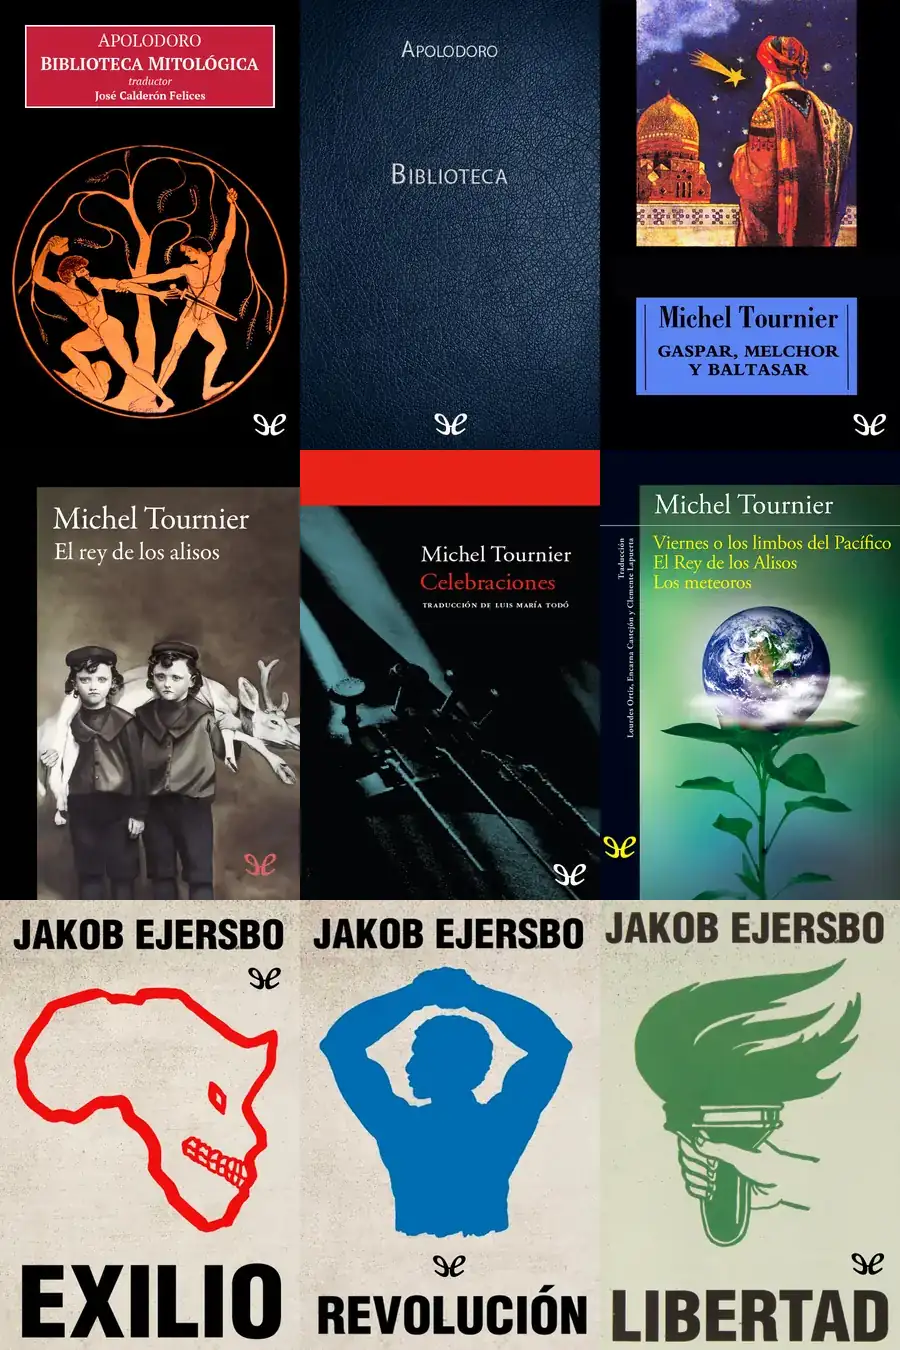 APOLODORO
BIBLIOTECA MITOLÓGICA
traductor
José Calderón Felices
APOLODORO
BIBLIOTECA
Michel Tournier
GASPAR, MELCHOR
Y BALTASAR
Michel Tournier
El rey de los alisos
Michel Tournier
Celebraciones
TRADUCCIÓN DE LUIS MARÍA TODÓ
Michel Tournier
Viernes o los limbos del Pacífico
El Rey de los Alisos
Los meteoros
Traducción
Lourdes Ortiz, Encarna Castejón y Clemente Lapuerta
JAKOB EJERSBO
EXILIO
JAKOB EJERSBO
REVOLUCIÓN
JAKOB EJERSBO
LIBERTAD